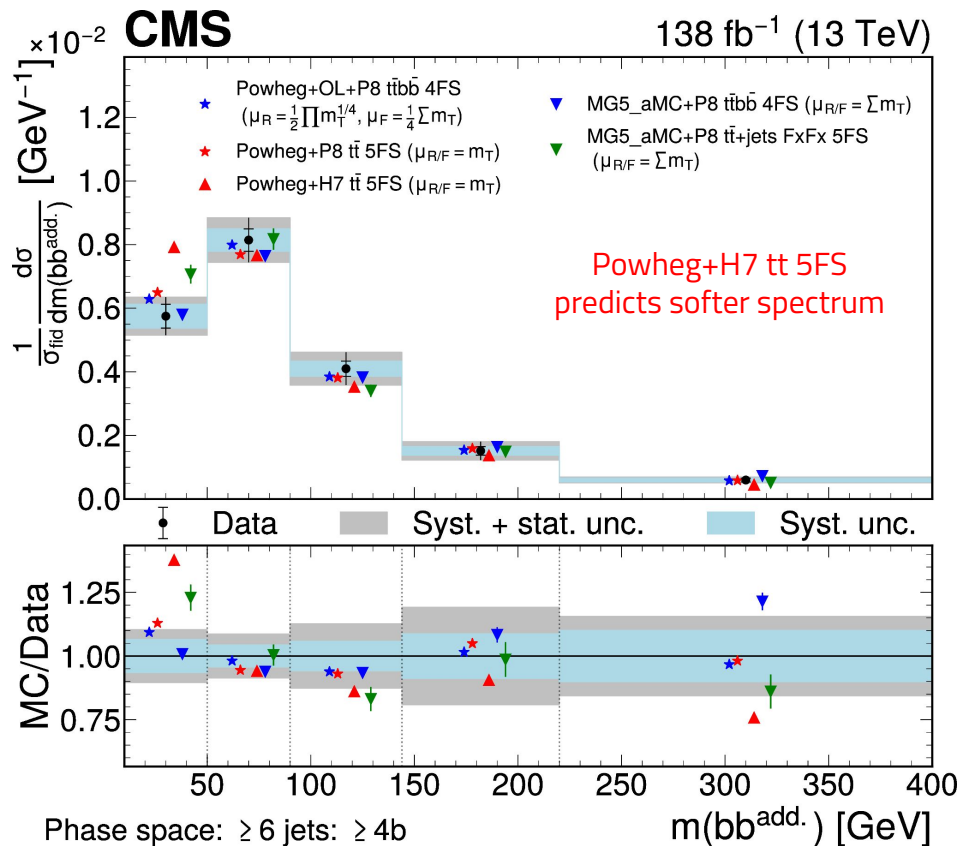 CMS 138 fb⁻¹ (13 TeV)
×10⁻²
1/σ_fid dσ/dm(bb^add.) [GeV⁻¹]
1.2
1.0
0.8
0.6
0.4
0.2
0.0
Powheg+OL+P8 tt̄bb̄ 4FS
(μ_R = ½ ∏ m_T^1/4, μ_F = ¼ Σm_T)
Powheg+P8 tt̄ 5FS (μ_R/F = m_T)
Powheg+H7 tt̄ 5FS (μ_R/F = m_T)
MG5_aMC+P8 tt̄bb̄ 4FS (μ_R/F = Σm_T)
MG5_aMC+P8 tt̄+jets FxFx 5FS
(μ_R/F = Σm_T)
Powheg+H7 tt 5FS
predicts softer spectrum
Data Syst. + stat. unc. Syst. unc.
MC/Data
1.25
1.00
0.75
50 100 150 200 250 300 350 400
Phase space: ≥ 6 jets: ≥ 4b
m(bb^add.) [GeV]